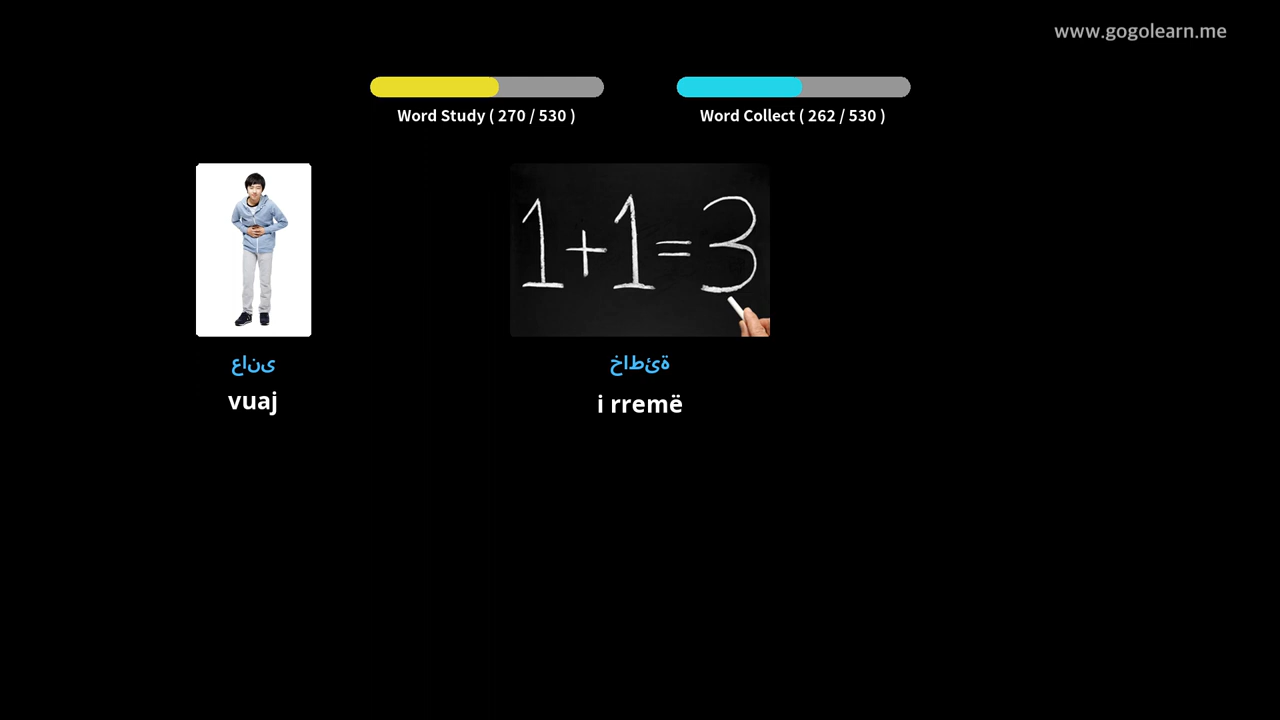 www.gogolearn.me
Word Study ( 270 / 530 )
Word Collect ( 262 / 530 )
1+1=3
عانى
vuaj
خاطئة
i rremë